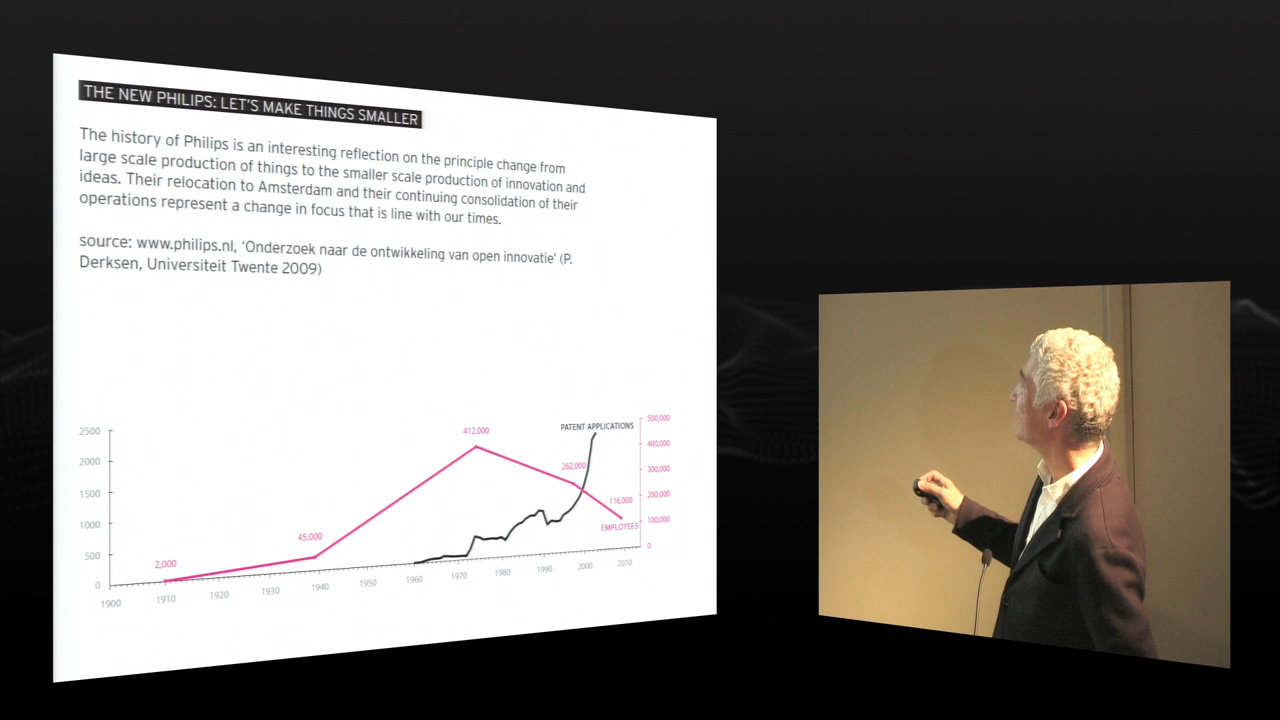 THE NEW PHILIPS: LET'S MAKE THINGS SMALLER
The history of Philips is an interesting reflection on the principle change from
large scale production of things to the smaller scale production of innovation and
ideas. Their relocation to Amsterdam and their continuing consolidation of their
operations represent a change in focus that is line with our times.
source: www.philips.nl, 'Onderzoek naar de ontwikkeling van open innovatie' (P.
Derksen, Universiteit Twente 2009)
2500
2000
1500
1000
500
0
2,000
45,000
412,000
262,000
116,000
PATENT APPLICATIONS
EMPLOYEES
500,000
400,000
300,000
200,000
100,000
0
1900 1910 1920 1930 1940 1950 1960 1970 1980 1990 2000 2010